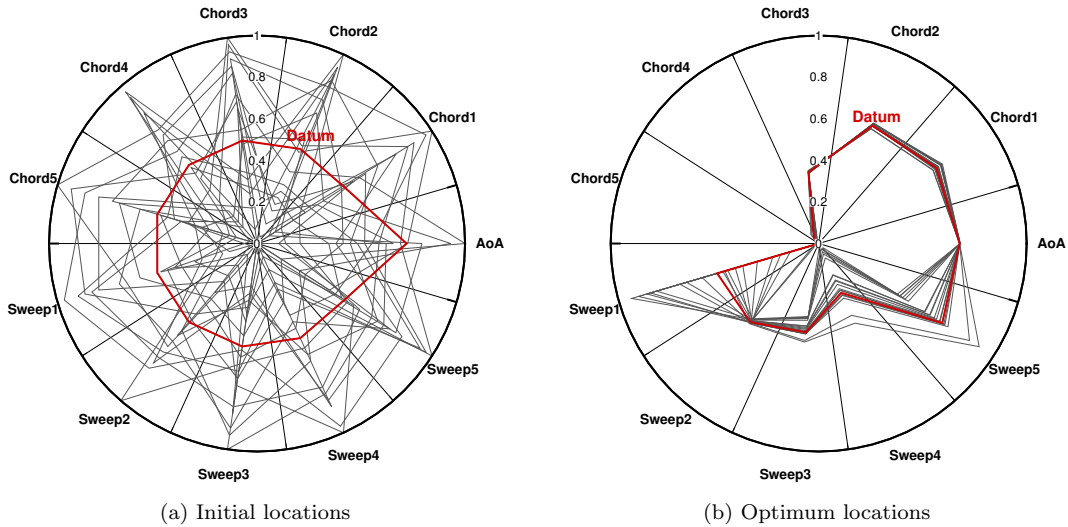 Chord3
Chord2
Chord4
Chord1
Chord5
AoA
Sweep1
Sweep5
Sweep2
Sweep4
Sweep3
1
0.8
0.6
0.4
0.2
0
Datum
(a) Initial locations
Chord3
Chord2
Chord4
Chord1
Chord5
AoA
Sweep1
Sweep5
Sweep2
Sweep4
Sweep3
1
0.8
0.6
0.4
0.2
0
Datum
(b) Optimum locations